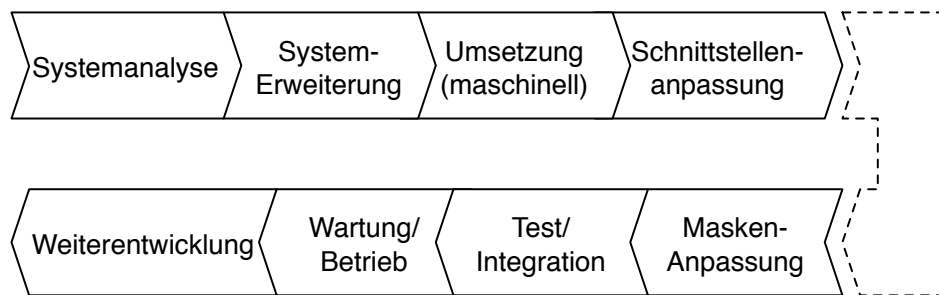 Systemanalyse
System-
Erweiterung
Umsetzung
(maschinell)
Schnittstellen-
anpassung
Weiterentwicklung
Wartung/
Betrieb
Test/
Integration
Masken-
Anpassung